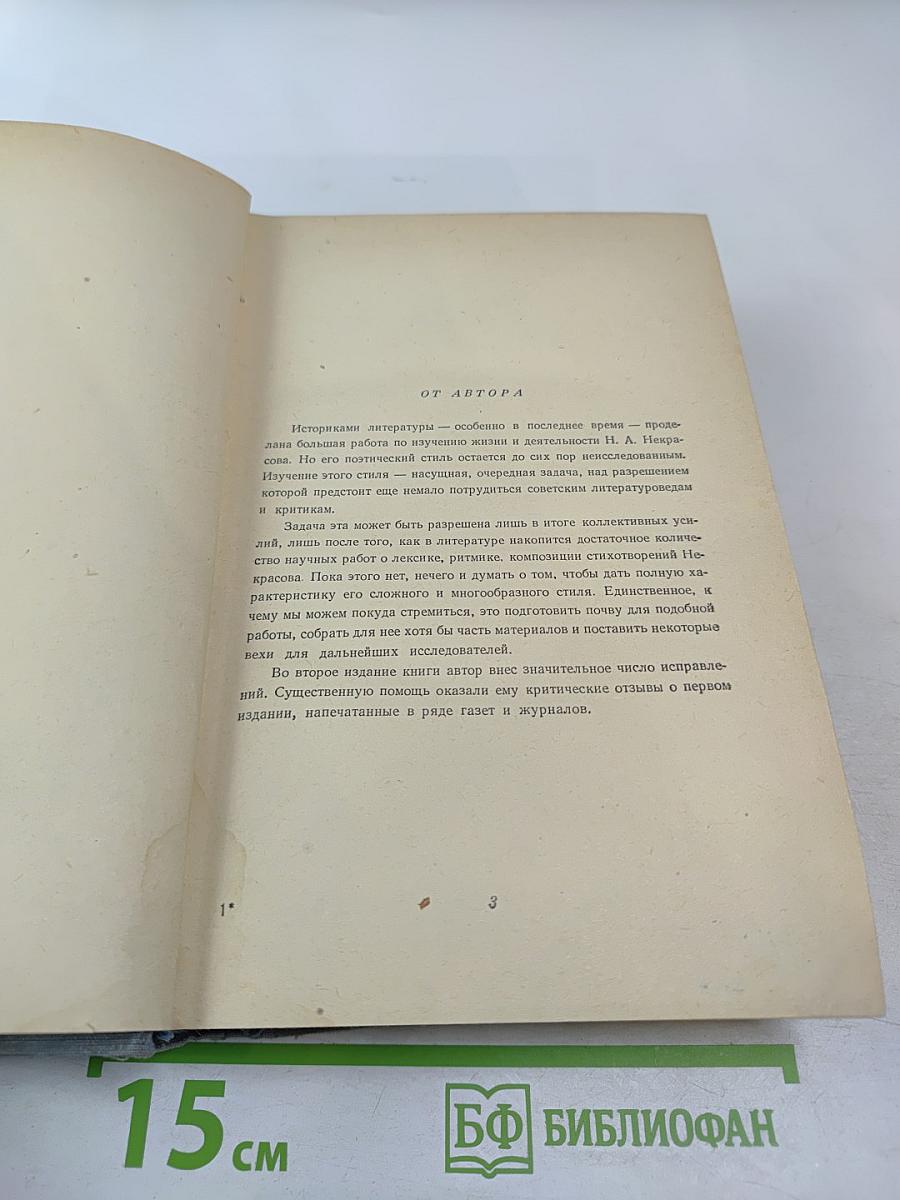 ОТ АВТОРА
Историками литературы — особенно в последнее время — проде-
лана большая работа по изучению жизни и деятельности Н. А. Некра-
сова. Но его поэтический стиль остается до сих пор неисследованным.
Изучение этого стиля — насущная, очередная задача, над разрешением
которой предстоит еще немало потрудиться советским литературоведам
и критикам.
Задача эта может быть разрешена лишь в итоге коллективных уси-
лий, лишь после того, как в литературе накопится достаточное количе-
ство научных работ о лексике, ритмике, композиции стихотворений Не-
красова. Пока этого нет, нечего и думать о том, чтобы дать полную ха-
рактеристику его сложного и многообразного стиля. Единственное, к
чему мы можем покуда стремиться, это подготовить почву для подобной
работы, собрать для нее хотя бы часть материалов и поставить некоторые
вехи для дальнейших исследователей.
Во второе издание книги автор внес значительное число исправле-
ний. Существенную помощь оказали ему критические отзывы о первом
издании, напечатанные в ряде газет и журналов.
1* 3
15 см
БФ БИБЛИОФАН